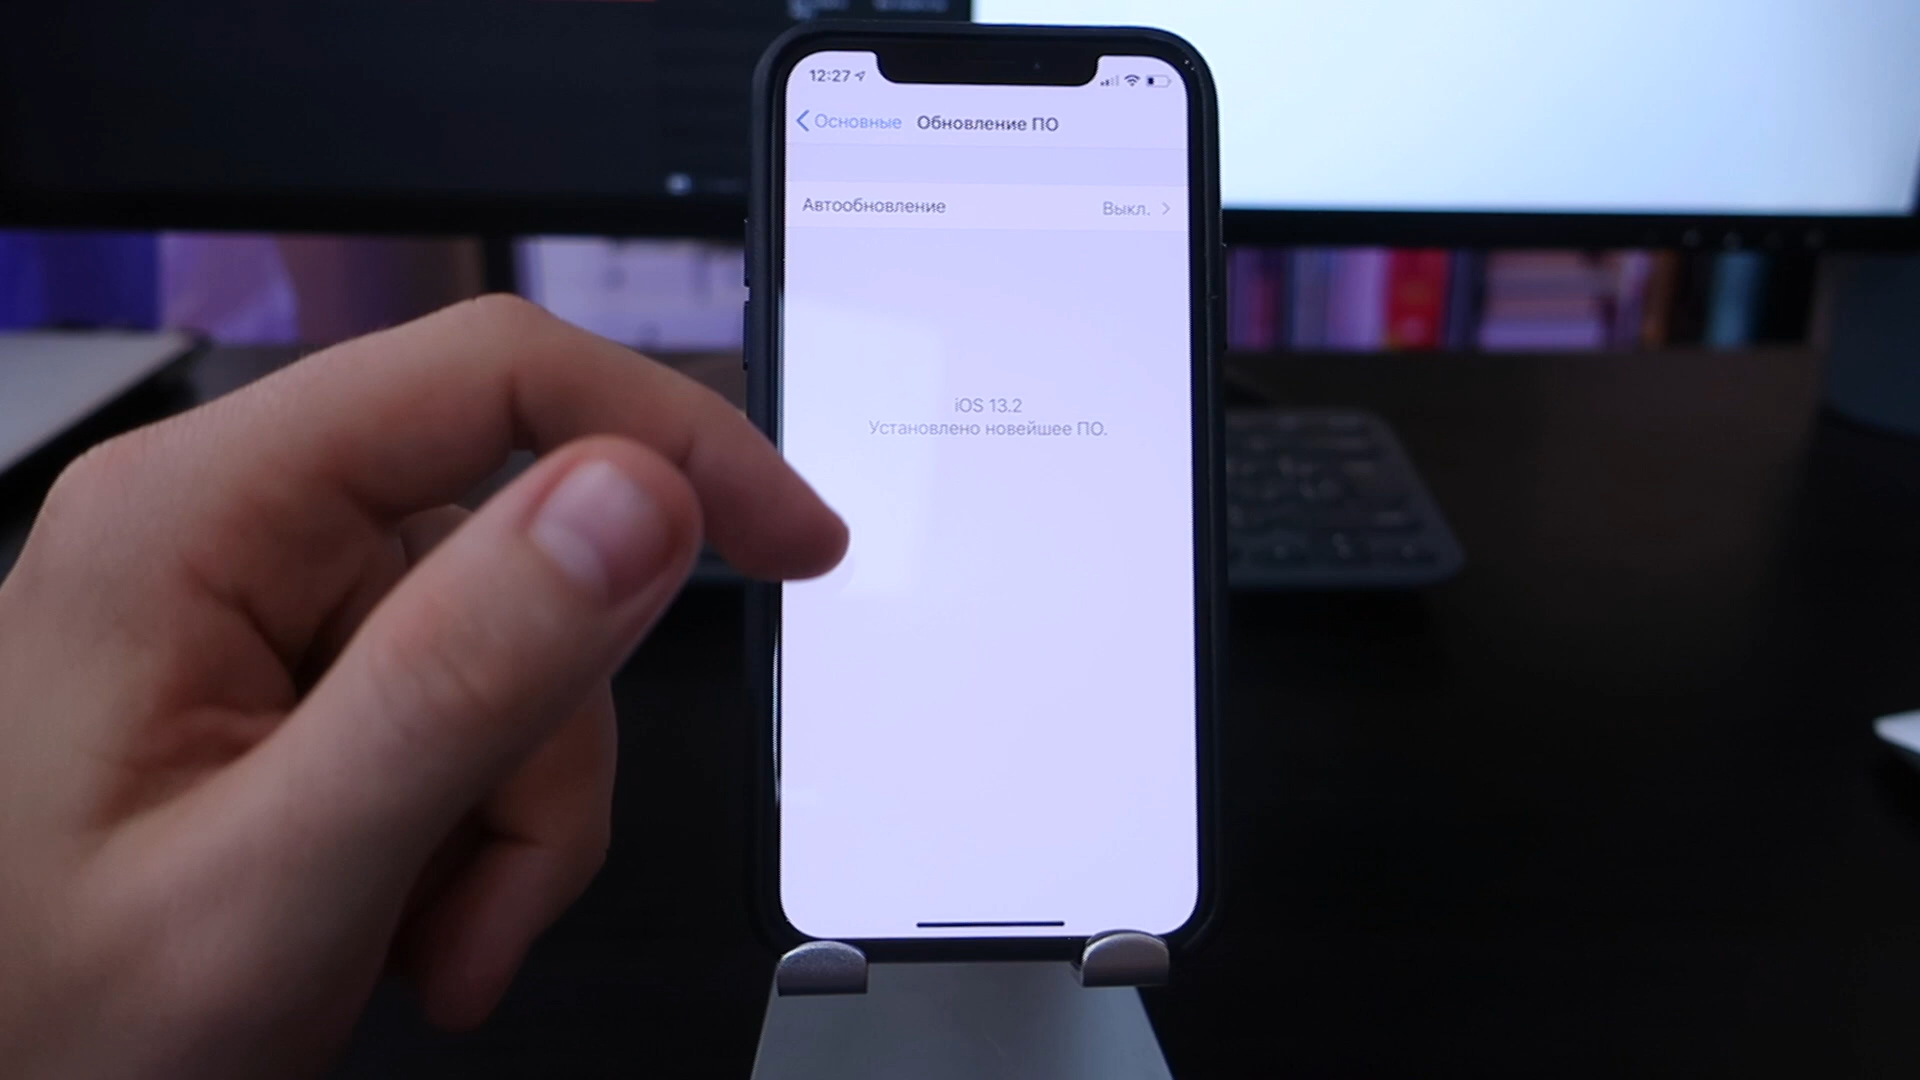 12:27
Основные Обновление ПО
Автообновление Выкл.
iOS 13.2
Установлено новейшее ПО.